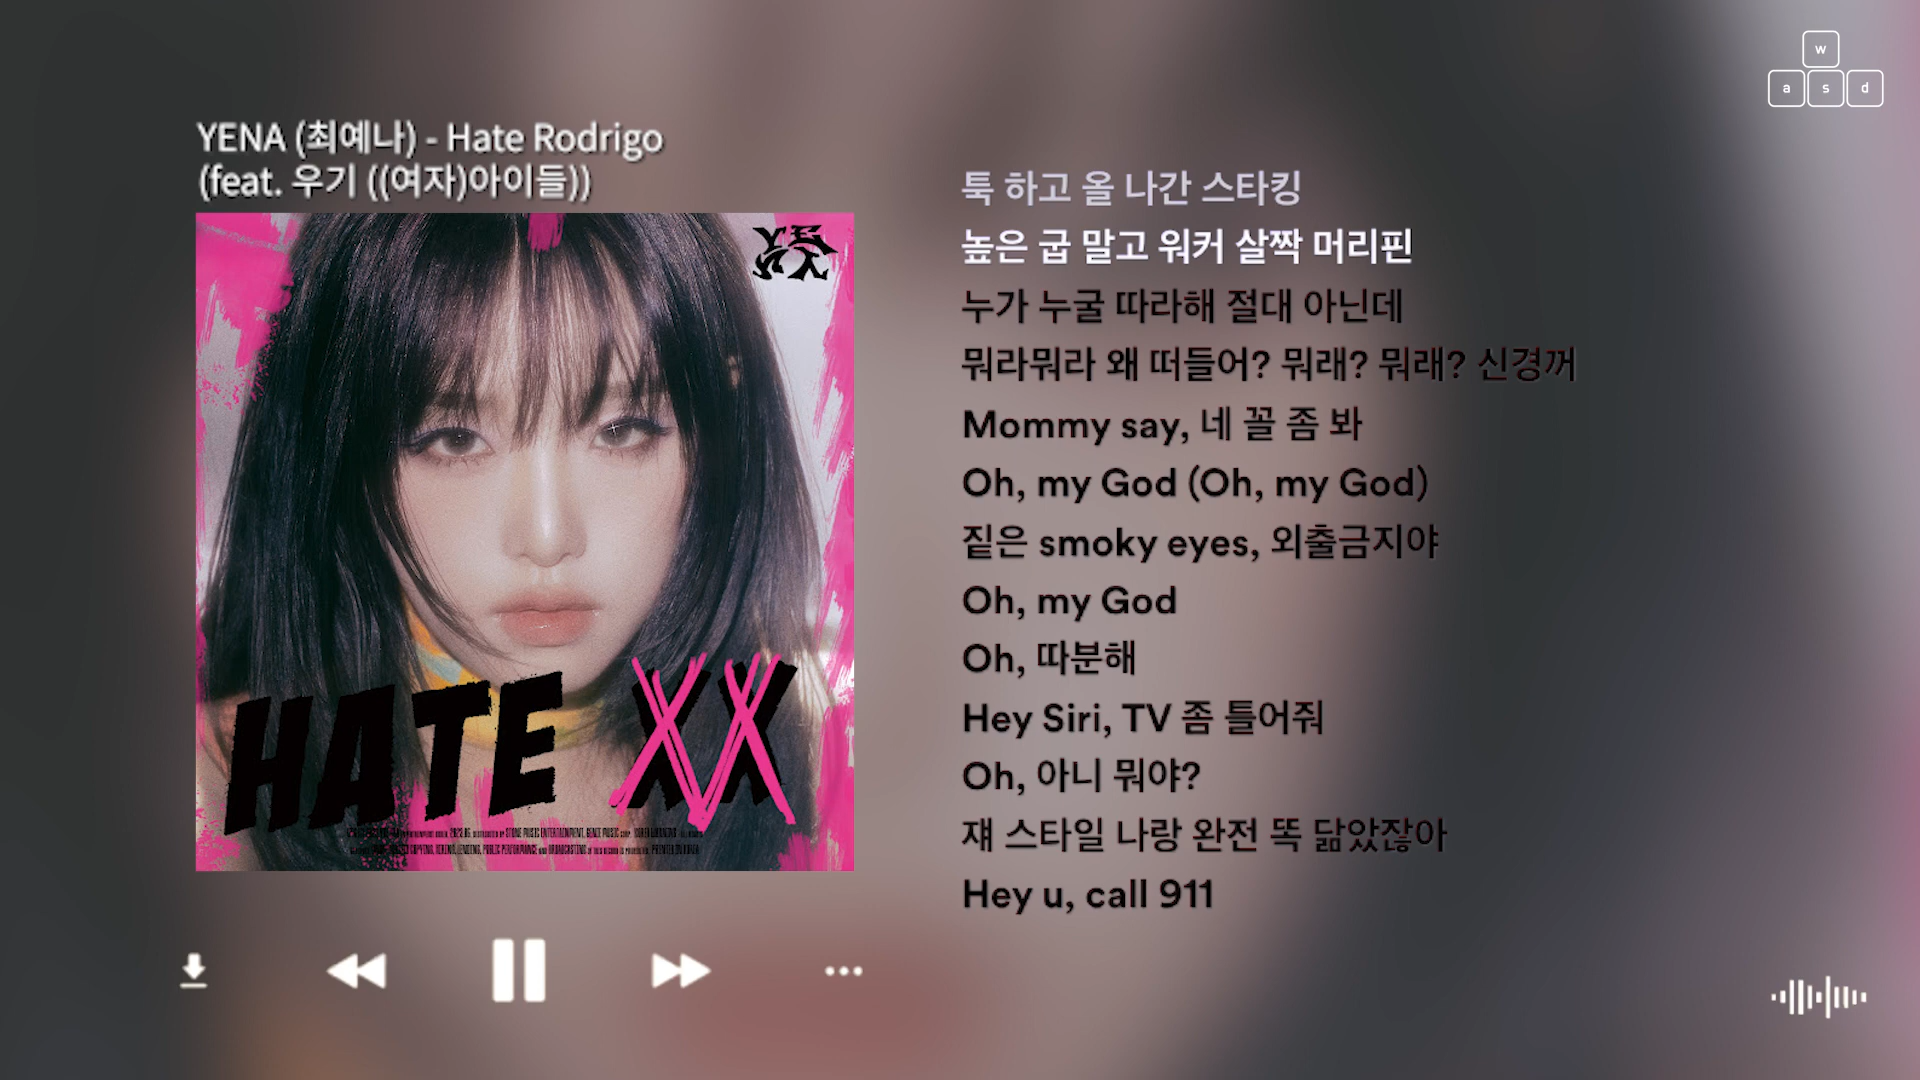 w
a s d
YENA (최예나) - Hate Rodrigo
(feat. 우기 ((여자)아이들))
YENA
HATE XX
툭 하고 올 나간 스타킹
높은 굽 말고 워커 살짝 머리핀
누가 누굴 따라해 절대 아닌데
뭐라뭐라 왜 떠들어? 뭐래? 뭐래? 신경꺼
Mommy say, 네 꼴 좀 봐
Oh, my God (Oh, my God)
짙은 smoky eyes, 외출금지야
Oh, my God
Oh, 따분해
Hey Siri, TV 좀 틀어줘
Oh, 아니 뭐야?
쟤 스타일 나랑 완전 똑 닮았잖아
Hey u, call 911